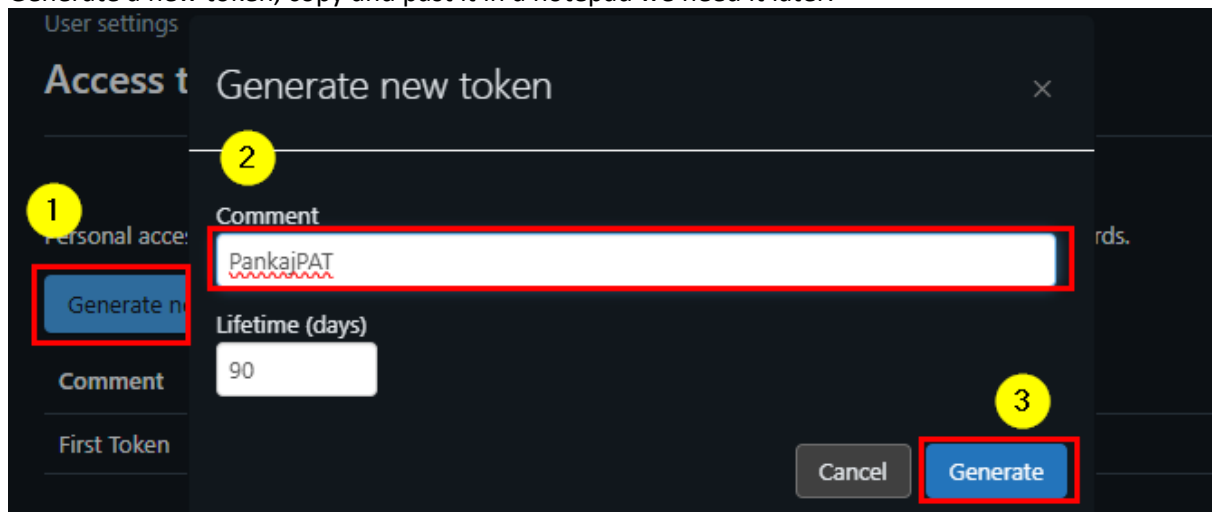 Generate a new token, copy and past it in a notepad we need it later.
User settings
Access t
Generate new token
×
2
1
Comment
Personal acce
rds.
PankajPAT
Generate n
Lifetime (days)
90
Comment
3
First Token
Cancel
Generate